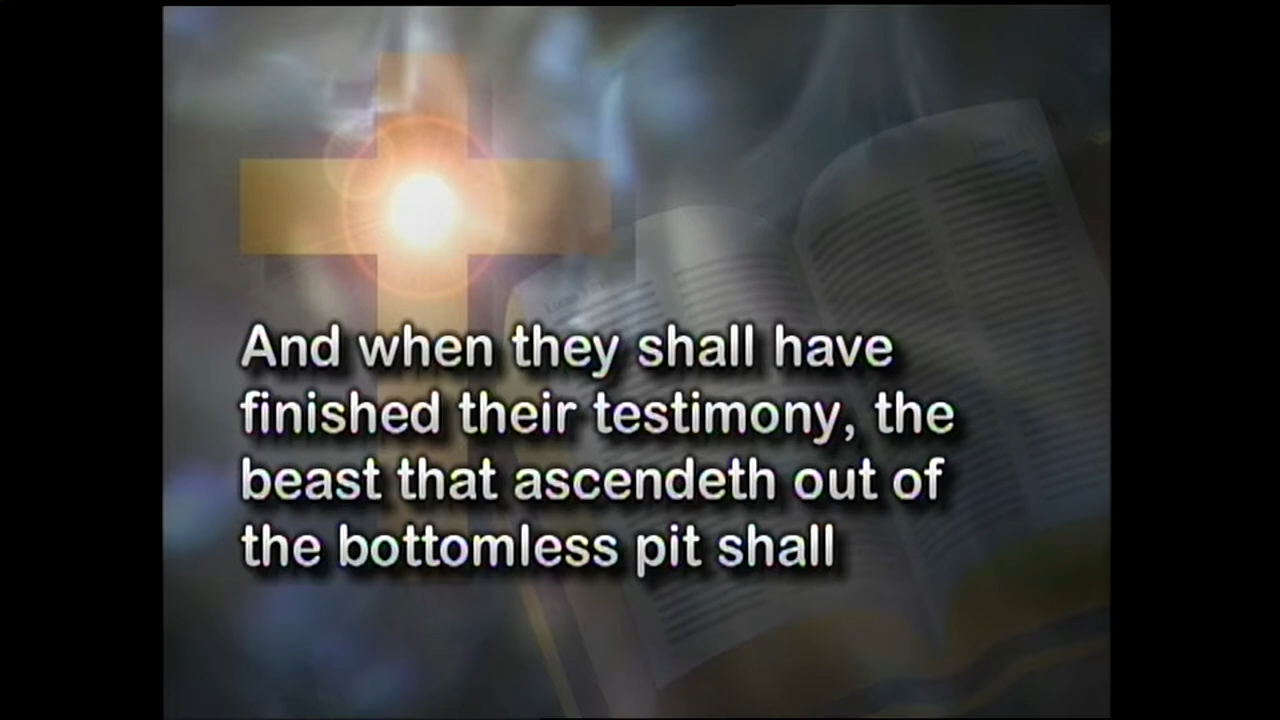 And when they shall have
finished their testimony, the
beast that ascendeth out of
the bottomless pit shall